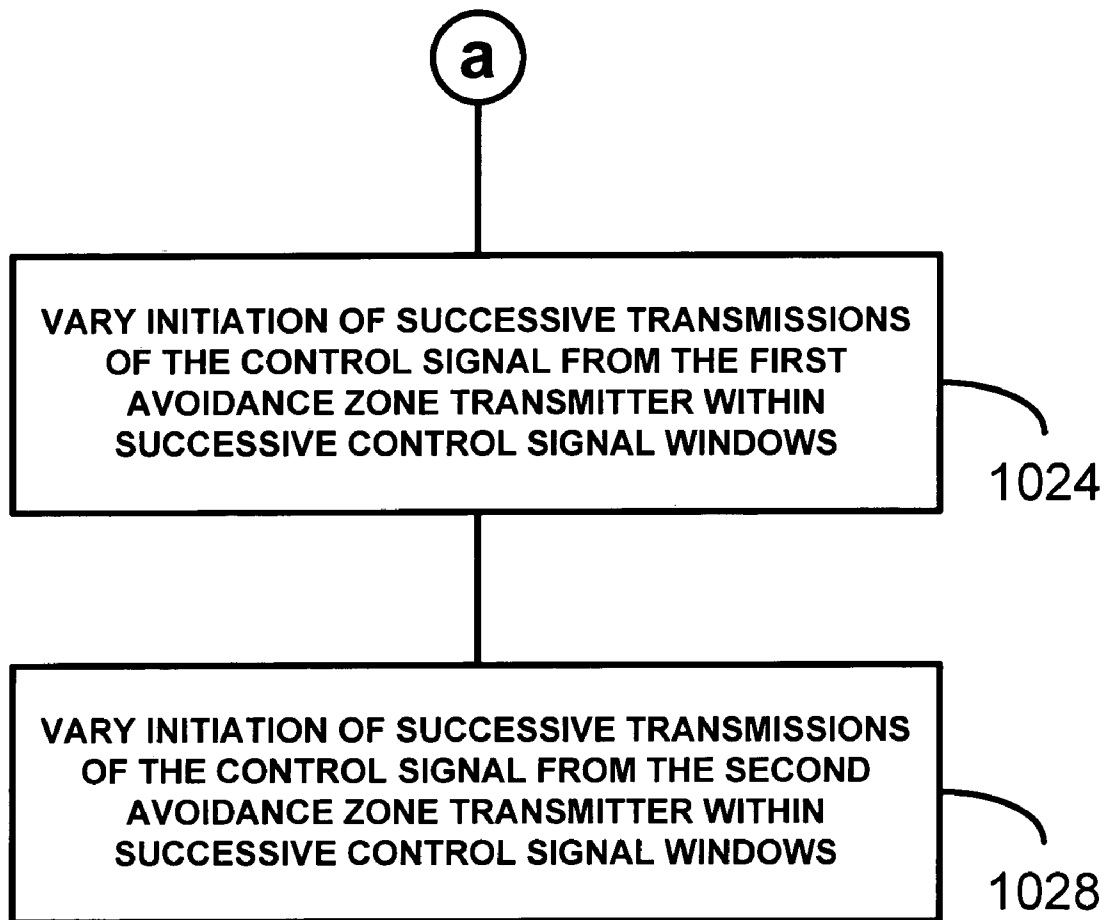 a
VARY INITIATION OF SUCCESSIVE TRANSMISSIONS
OF THE CONTROL SIGNAL FROM THE FIRST
AVOIDANCE ZONE TRANSMITTER WITHIN
SUCCESSIVE CONTROL SIGNAL WINDOWS
1024
VARY INITIATION OF SUCCESSIVE TRANSMISSIONS
OF THE CONTROL SIGNAL FROM THE SECOND
AVOIDANCE ZONE TRANSMITTER WITHIN
SUCCESSIVE CONTROL SIGNAL WINDOWS
1028